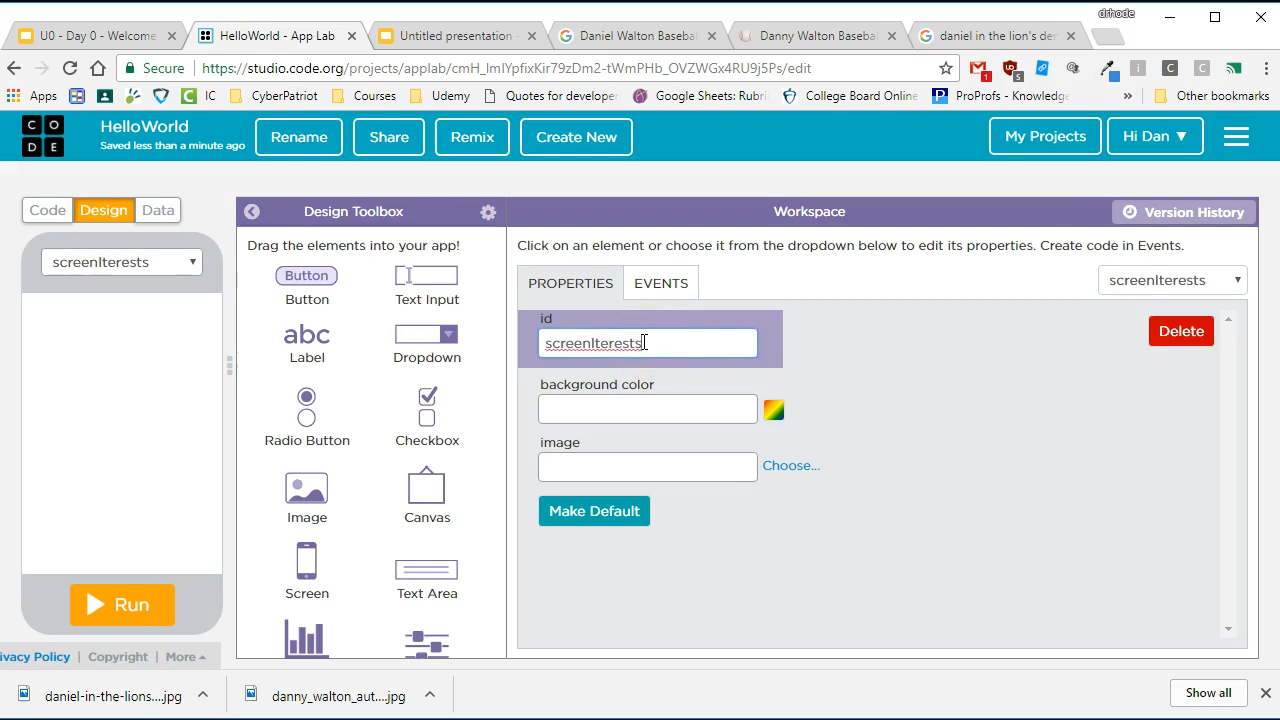 drhode
U0 - Day 0 - Welcome
HelloWorld - App Lab
Untitled presentation -
Daniel Walton Baseba
Danny Walton Baseba
daniel in the lion's de
Secure
https://studio.code.org/projects/applab/cmH_ImIYpfixKir79zDm2-tWmPHb_OVZWGx4RU9j5Ps/edit
1
5
Apps
IC
CyberPatriot
Courses
Udemy
Quotes for develope
Google Sheets: Rubri
College Board Online
ProProfs - Knowledge
»
Other bookmarks
C O
D E
HelloWorld
Saved less than a minute ago
Rename
Share
Remix
Create New
My Projects
Hi Dan
Code
Design
Data
Design Toolbox
Workspace
Version History
screenIterests
Drag the elements into your app!
Click on an element or choose it from the dropdown below to edit its properties. Create code in Events.
Button
Button
Text Input
abc
Label
Dropdown
Radio Button
Checkbox
Image
Canvas
Screen
Text Area
PROPERTIES
EVENTS
screenIterests
id
screenIterests
Delete
background color
image
Choose...
Make Default
Run
ivacy Policy
Copyright
More
daniel-in-the-lions....jpg
danny_walton_aut....jpg
Show all